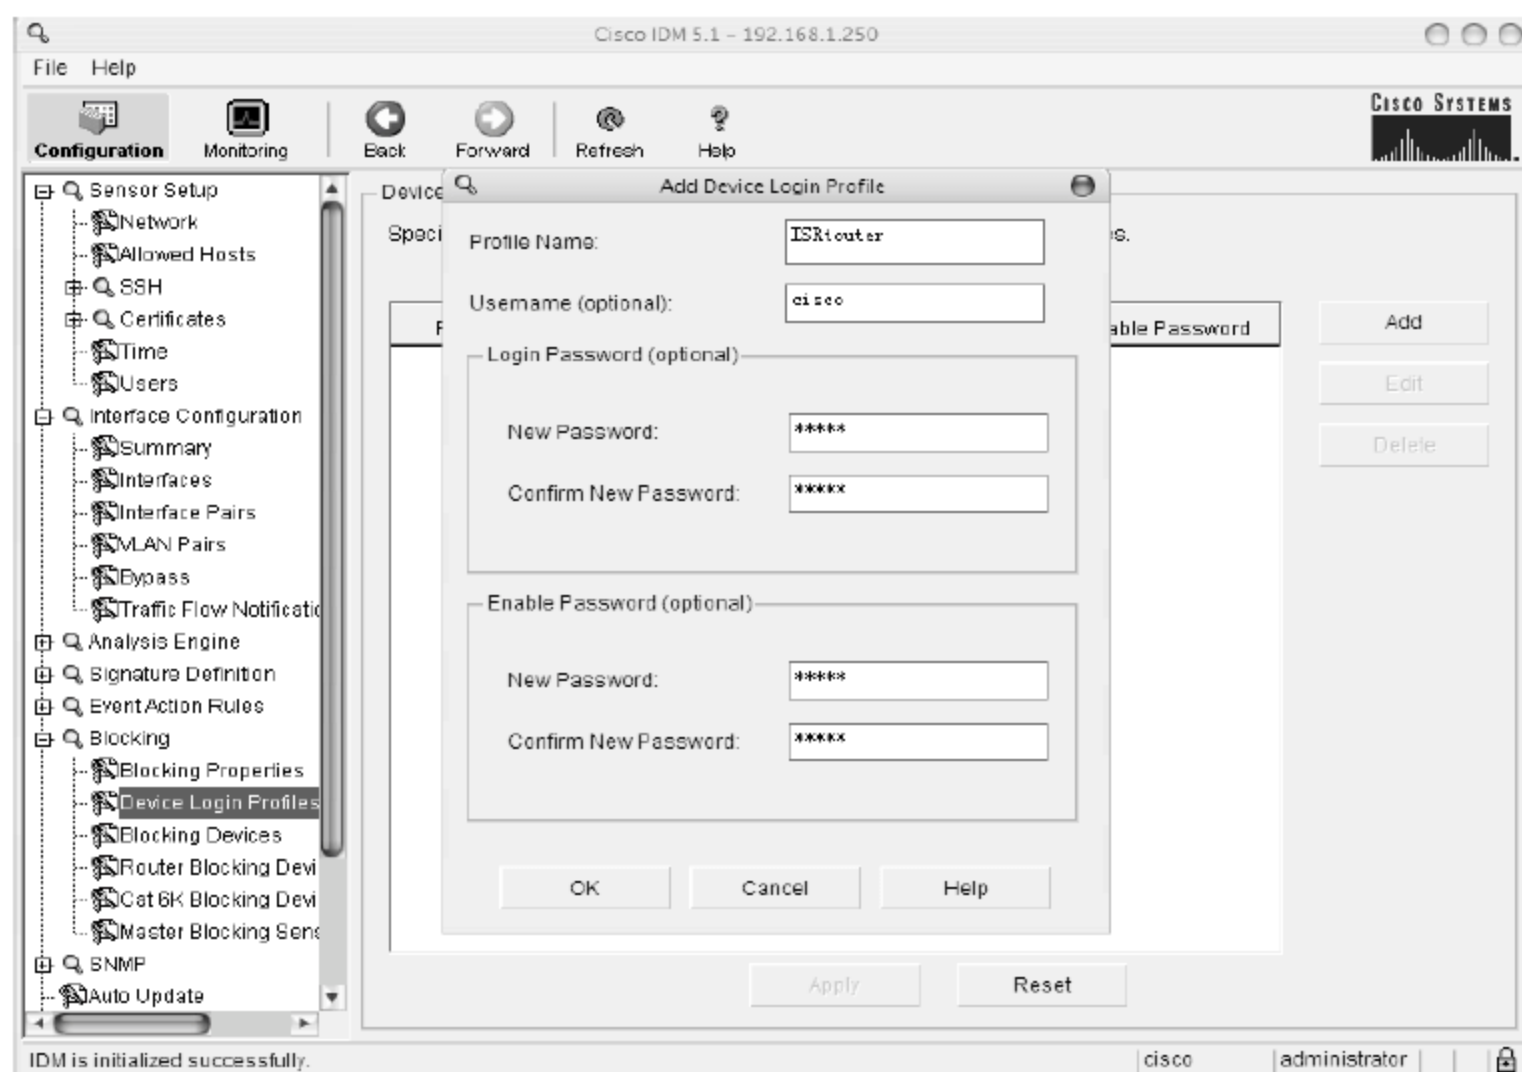 Cisco IDM 5.1 – 192.168.1.250
File Help
Configuration Monitoring Back Forward Refresh Help
CISCO SYSTEMS
Sensor Setup
Network
Allowed Hosts
SSH
Certificates
Time
Users
Interface Configuration
Summary
Interfaces
Interface Pairs
VLAN Pairs
Bypass
Traffic Flow Notificatio
Analysis Engine
Signature Definition
Event Action Rules
Blocking
Blocking Properties
Device Login Profiles
Blocking Devices
Router Blocking Devi
Cat 6K Blocking Devi
Master Blocking Sens
SNMP
Auto Update
Device
Speci
s.
able Password
Add
Edit
Delete
Add Device Login Profile
Profile Name:
Username (optional): cisco
Login Password (optional)
New Password: *****
Confirm New Password: *****
Enable Password (optional)
New Password: *****
Confirm New Password: *****
OK Cancel Help
Apply Reset
IDM is initialized successfully. cisco administrator